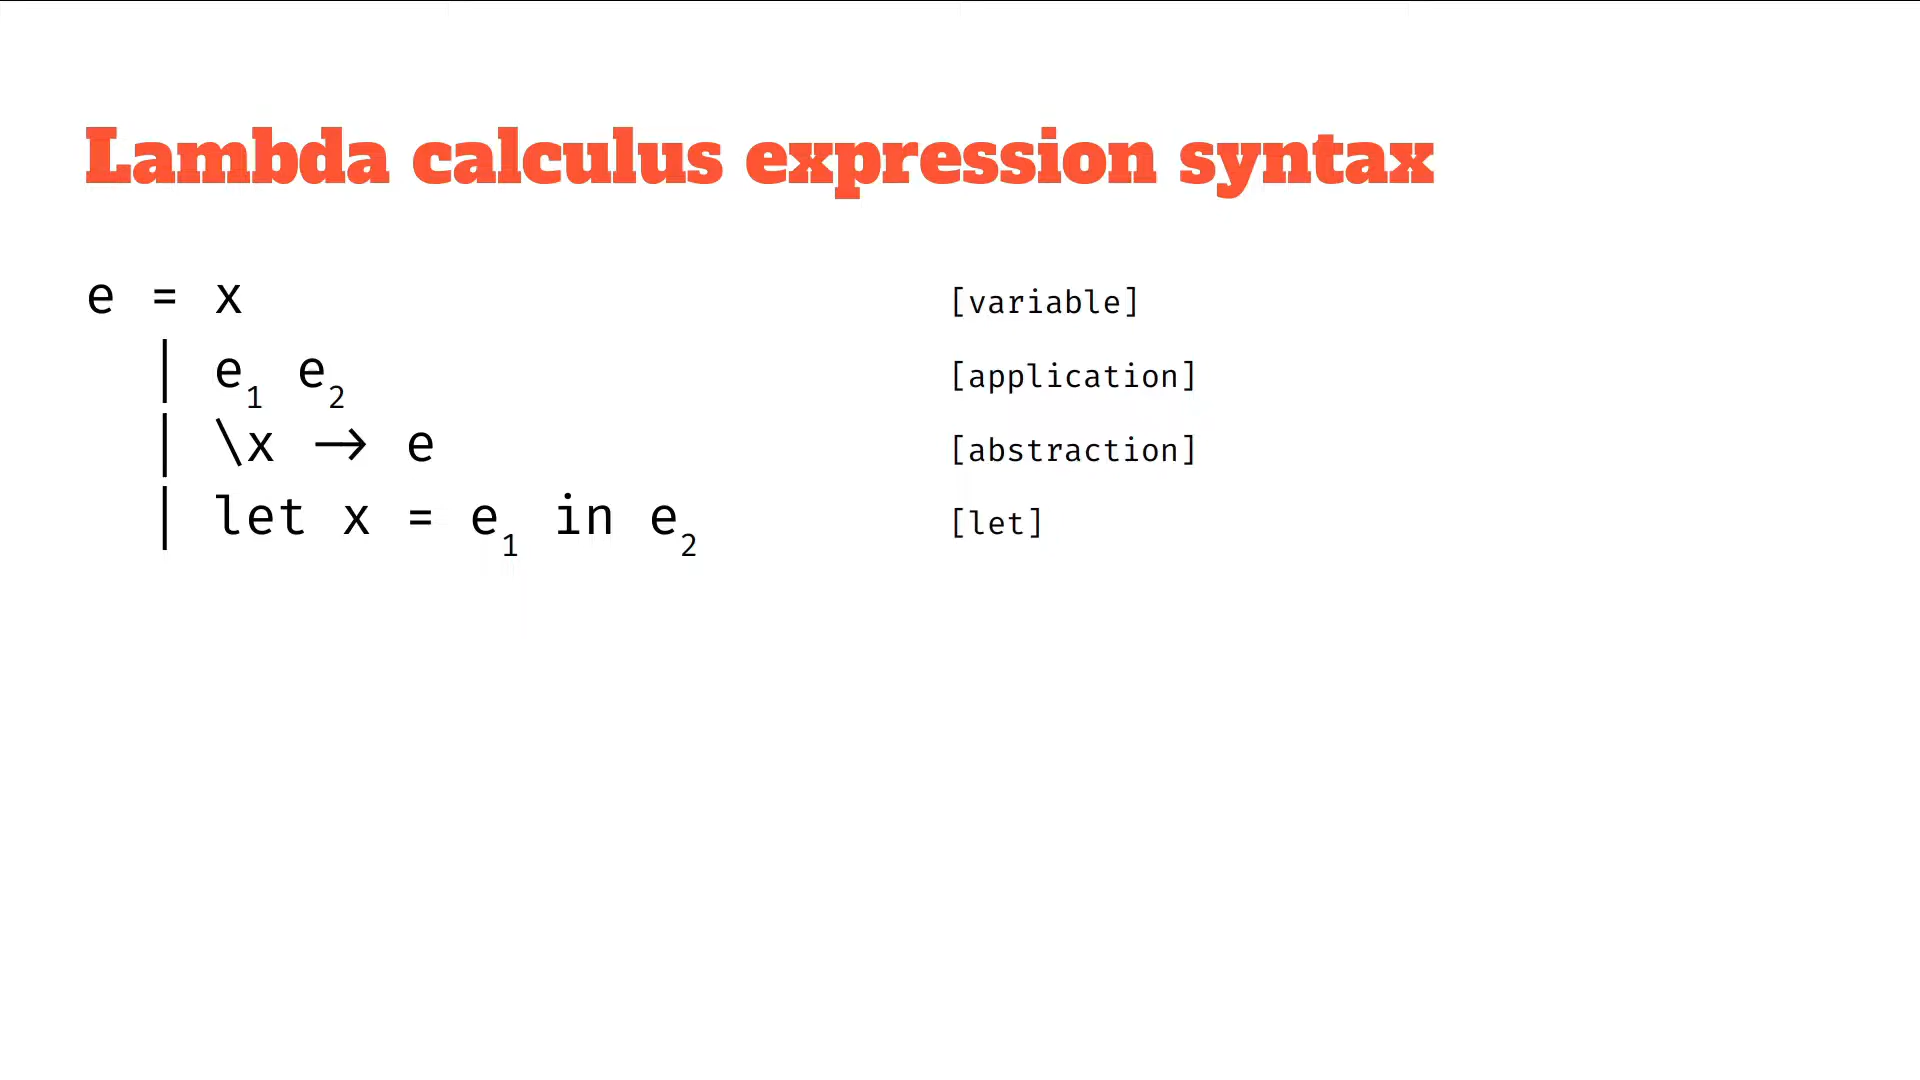 Lambda calculus expression syntax
e = x [variable]
| e₁ e₂ [application]
| \x → e [abstraction]
| let x = e₁ in e₂ [let]